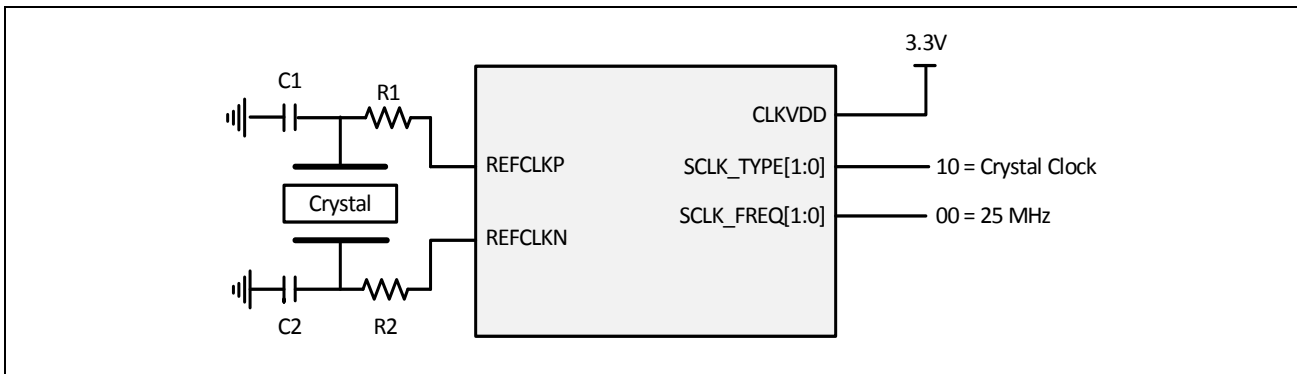 3.3V
C1
R1
CLKVDD
REFCLKP
SCLK_TYPE[1:0]
10 = Crystal Clock
Crystal
SCLK_FREQ[1:0]
00 = 25 MHz
REFCLKN
C2
R2